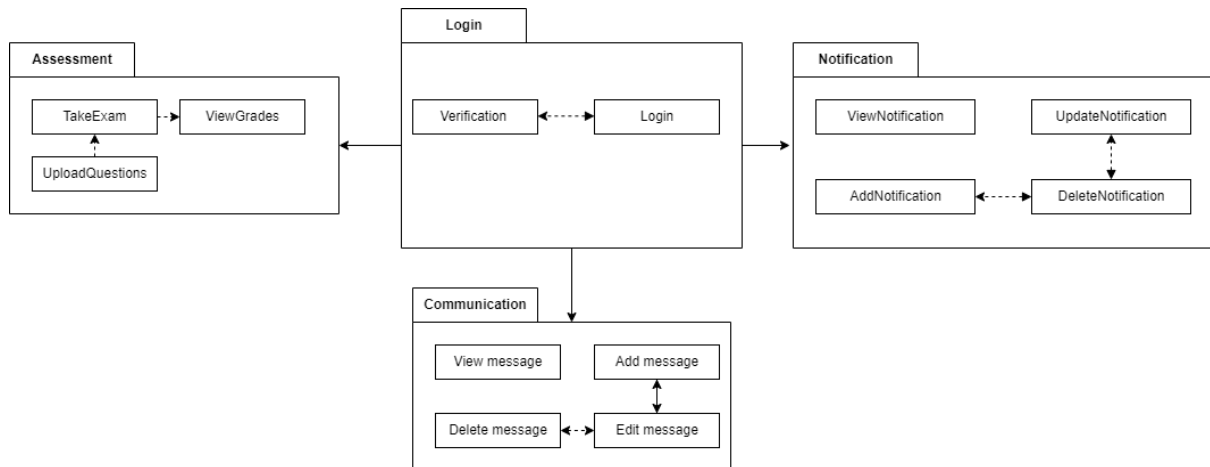 Login
Verification
Login
Assessment
TakeExam
ViewGrades
UploadQuestions
Notification
ViewNotification
UpdateNotification
AddNotification
DeleteNotification
Communication
View message
Add message
Delete message
Edit message